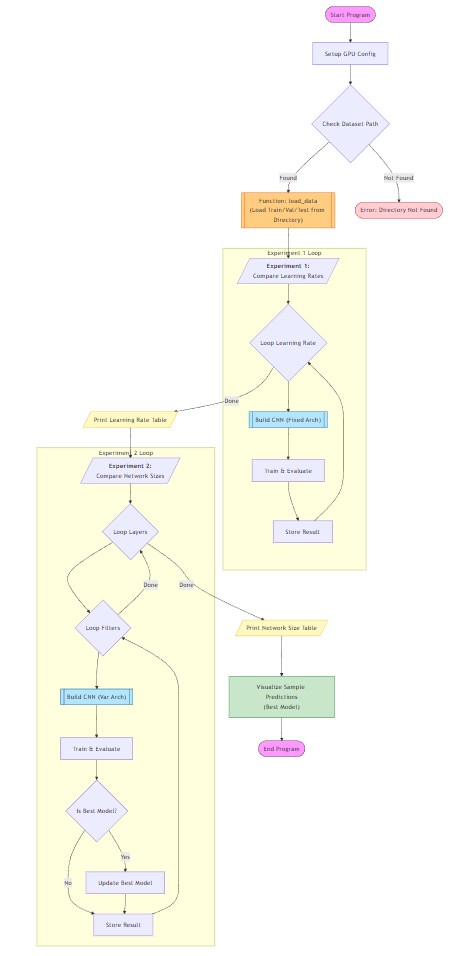 Start Program
Setup GPU Config
Check Dataset Path
Found
Not Found
Function: load_data
(Load Train/Val/Test from
Directory)
Error: Directory Not Found
Experiment 1 Loop
Experiment 1:
Compare Learning Rates
Loop Learning Rate
Done
Print Learning Rate Table
Build CNN (Fixed Arch)
Experiment 2 Loop
Experiment 2:
Compare Network Sizes
Train & Evaluate
Store Result
Loop Layers
Done
Done
Loop Filters
Print Network Size Table
Build CNN (Var Arch)
Visualize Sample
Predictions
(Best Model)
Train & Evaluate
End Program
Is Best Model?
Yes
No
Update Best Model
Store Result